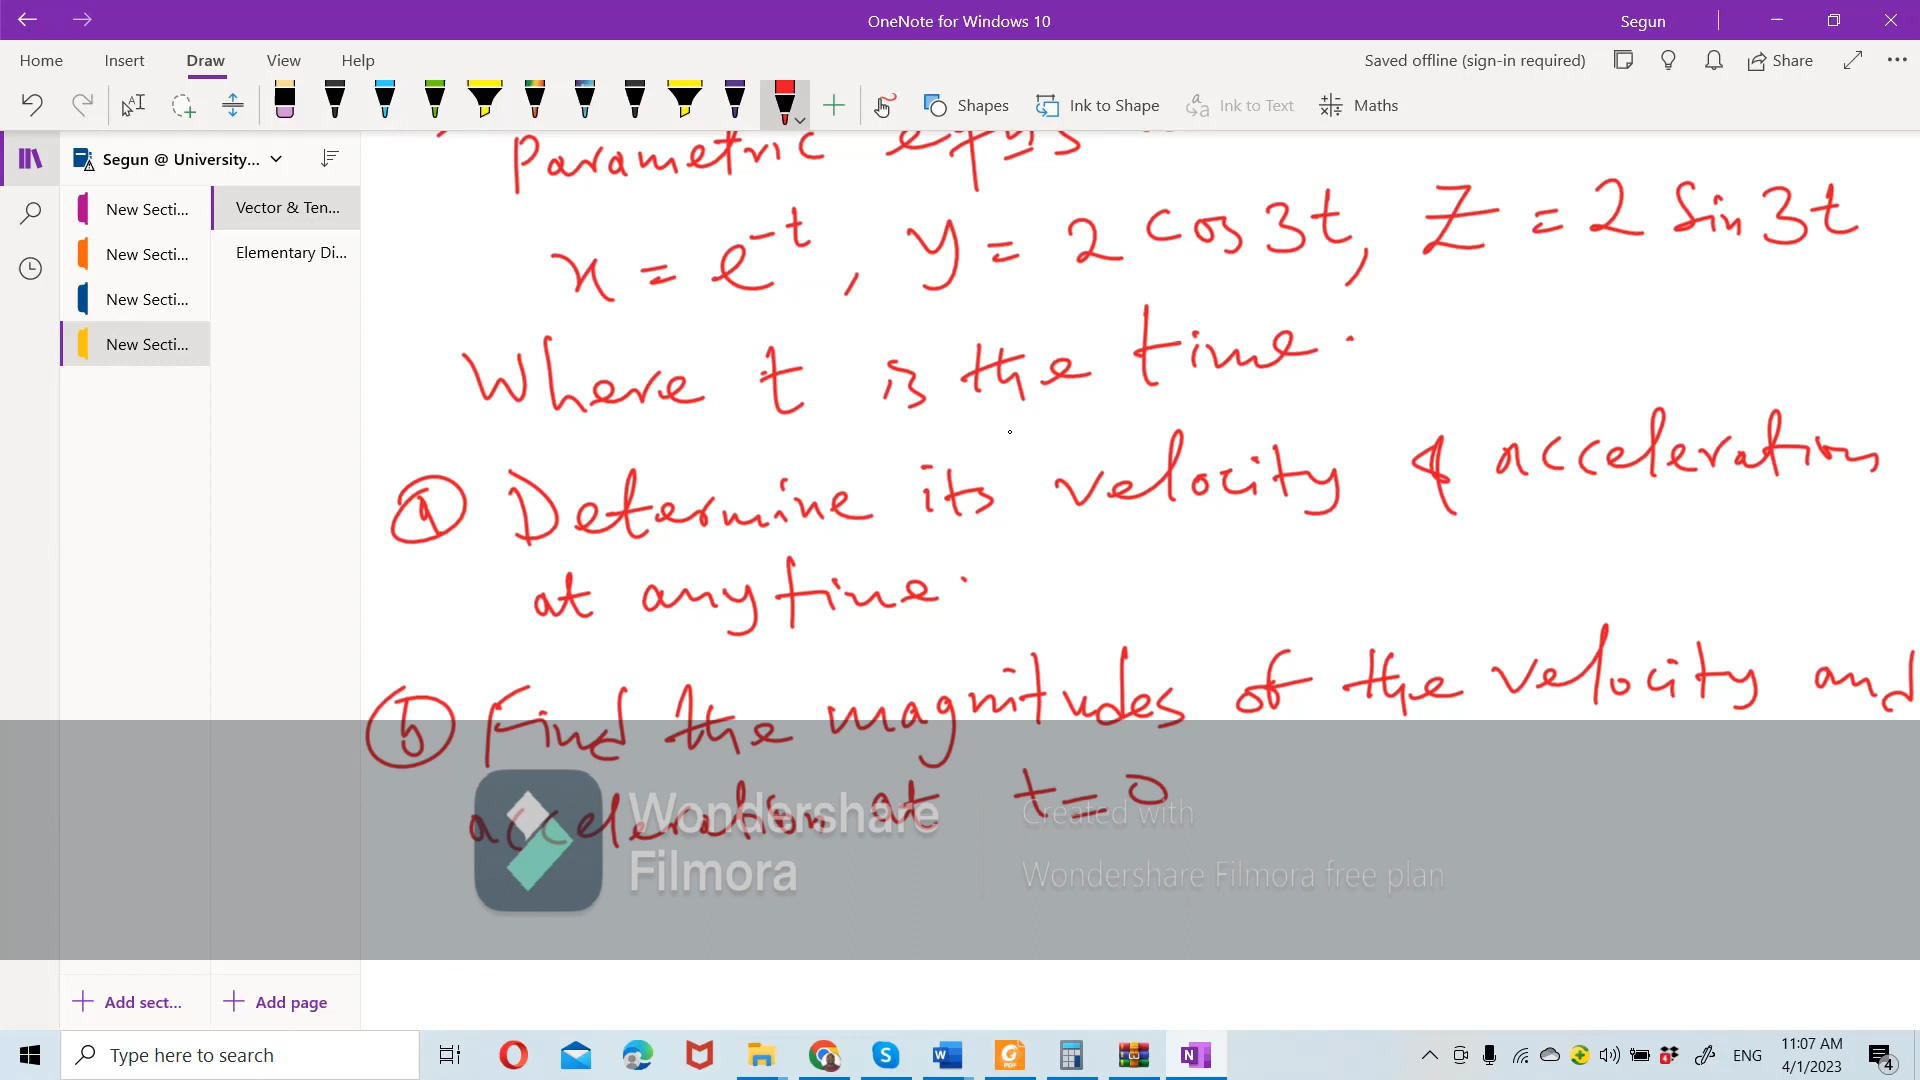 OneNote for Windows 10
Segun
Home Insert Draw View Help
Saved offline (sign-in required) Share
Shapes Ink to Shape Ink to Text Maths
Segun @ University...
New Secti...
New Secti...
New Secti...
New Secti...
Vector & Ten...
Elementary Di...
Parametric eqns
x = e^-t, y = 2 cos 3t, Z = 2 Sin 3t
Where t is the time.
(a) Determine its velocity & acceleration
at any time.
(b) Find the magnitudes of the velocity and
acceleration at t=0
Wondershare
Filmora
Created with
Wondershare Filmora free plan
Add sect...
Add page
Type here to search
ENG
11:07 AM
4/1/2023
4